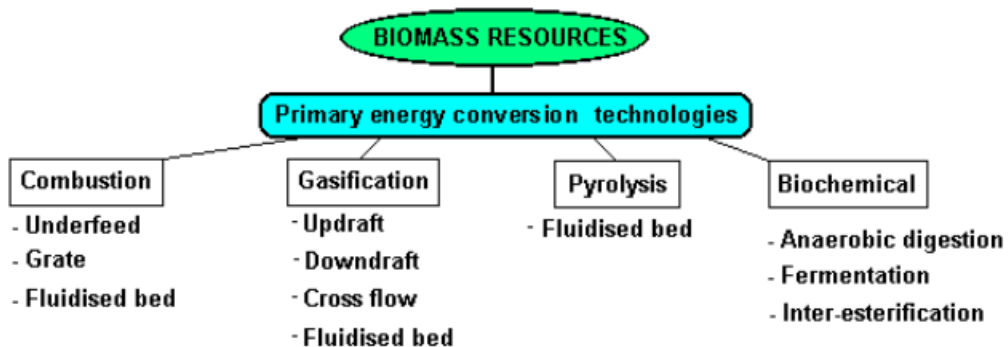 BIOMASS RESOURCES
Primary energy conversion technologies
Combustion
- Underfeed
- Grate
- Fluidised bed
Gasification
- Updraft
- Downdraft
- Cross flow
- Fluidised bed
Pyrolysis
- Fluidised bed
Biochemical
- Anaerobic digestion
- Fermentation
- Inter-esterification